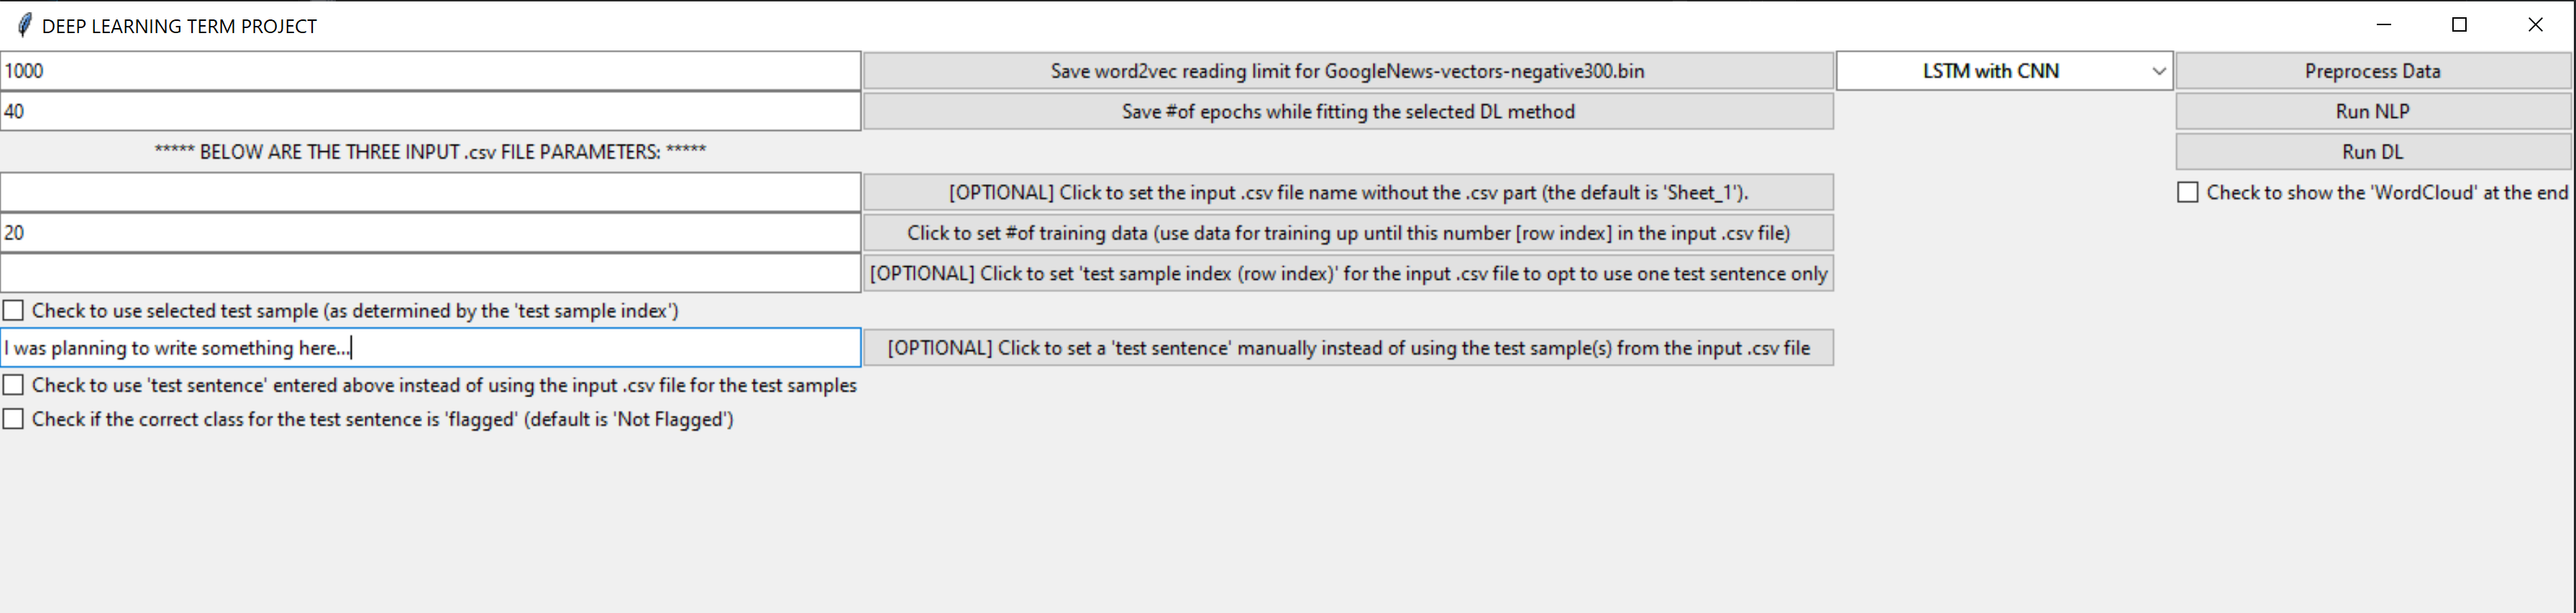 DEEP LEARNING TERM PROJECT
1000 Save word2vec reading limit for GoogleNews-vectors-negative300.bin LSTM with CNN Preprocess Data
40 Save #of epochs while fitting the selected DL method Run NLP
***** BELOW ARE THE THREE INPUT .csv FILE PARAMETERS: ***** Run DL
[OPTIONAL] Click to set the input .csv file name without the .csv part (the default is 'Sheet_1'). Check to show the 'WordCloud' at the end
20 Click to set #of training data (use data for training up until this number [row index] in the input .csv file)
[OPTIONAL] Click to set 'test sample index (row index)' for the input .csv file to opt to use one test sentence only
Check to use selected test sample (as determined by the 'test sample index')
I was planning to write something here... [OPTIONAL] Click to set a 'test sentence' manually instead of using the test sample(s) from the input .csv file
Check to use 'test sentence' entered above instead of using the input .csv file for the test samples
Check if the correct class for the test sentence is 'flagged' (default is 'Not Flagged')